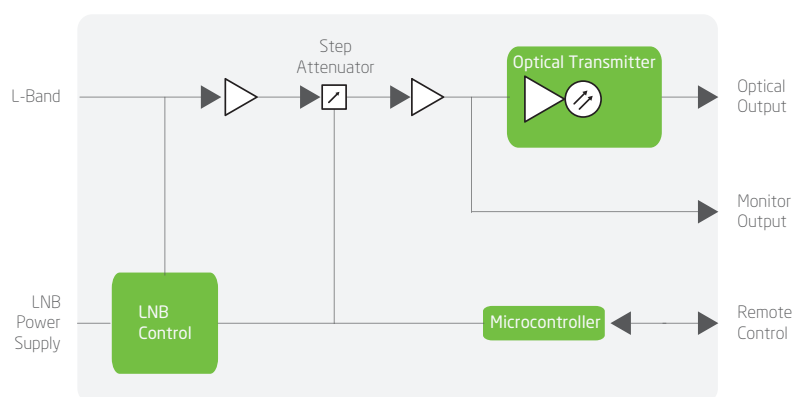 Step
Attenuator
Optical Transmitter
L-Band
Optical
Output
Monitor
Output
LNB
Power
Supply
LNB
Control
Microcontroller
Remote
Control